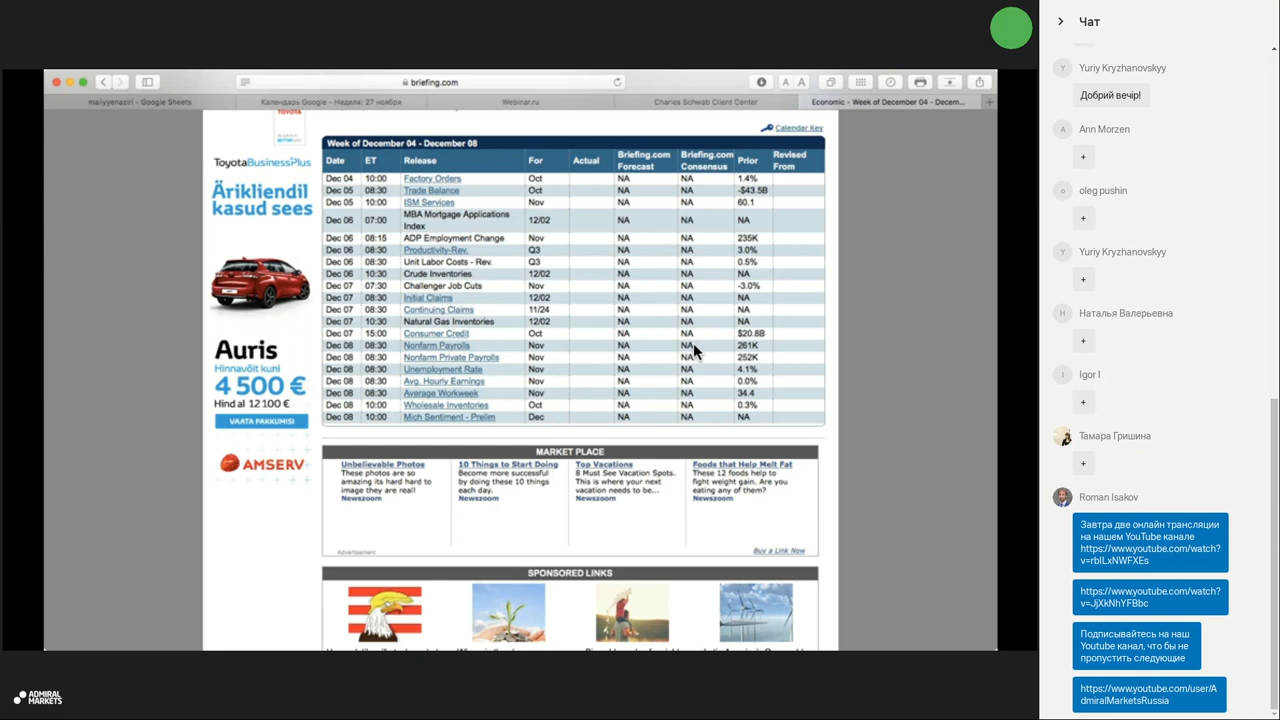 briefing.com
A A
maliyyenaziri - Google Sheets
Календарь Google - Неделя: 27 ноября
Webinar.ru
Charles Schwab Client Center
Economic - Week of December 04 - Decem...
TOYOTA
ToyotaBusinessPlus
Ärikliendil
kasud sees
Auris
Hinnavõit kuni
4 500 €
Hind al 12 100 €
VAATA PAKKUMISI
AMSERV
Calendar Key
Week of December 04 - December 08
Date ET Release For Actual Briefing.com Forecast Briefing.com Consensus Prior Revised From
Dec 04 10:00 Factory Orders Oct NA NA 1.4%
Dec 05 08:30 Trade Balance Oct NA NA -$43.5B
Dec 05 10:00 ISM Services Nov NA NA 60.1
Dec 06 07:00 MBA Mortgage Applications Index 12/02 NA NA NA
Dec 06 08:15 ADP Employment Change Nov NA NA 235K
Dec 06 08:30 Productivity-Rev. Q3 NA NA 3.0%
Dec 06 08:30 Unit Labor Costs - Rev. Q3 NA NA 0.5%
Dec 06 10:30 Crude Inventories 12/02 NA NA NA
Dec 07 07:30 Challenger Job Cuts Nov NA NA -3.0%
Dec 07 08:30 Initial Claims 12/02 NA NA NA
Dec 07 08:30 Continuing Claims 11/24 NA NA NA
Dec 07 10:30 Natural Gas Inventories 12/02 NA NA NA
Dec 07 15:00 Consumer Credit Oct NA NA $20.8B
Dec 08 08:30 Nonfarm Payrolls Nov NA NA 261K
Dec 08 08:30 Nonfarm Private Payrolls Nov NA NA 252K
Dec 08 08:30 Unemployment Rate Nov NA NA 4.1%
Dec 08 08:30 Avg. Hourly Earnings Nov NA NA 0.0%
Dec 08 08:30 Average Workweek Nov NA NA 34.4
Dec 08 10:00 Wholesale Inventories Oct NA NA 0.3%
Dec 08 10:00 Mich Sentiment - Prelim Dec NA NA NA
MARKET PLACE
Unbelievable Photos
These photos are so
amazing its hard hard to
image they are real!
Newszoom
10 Things to Start Doing
Become more successful
by doing these 10 things
each day.
Newszoom
Top Vacations
8 Must See Vacation Spots.
This is where your next
vacation needs to be...
Newszoom
Foods that Help Melt Fat
These 12 foods help to
fight weight gain. Are you
eating any of them?
Newszoom
Advertisement
Buy a Link Now
SPONSORED LINKS
ADMIRAL
MARKETS
Чат
Y
Yuriy Kryzhanovskyy
Добрий вечір!
A
Ann Morzen
+
o
oleg pushin
+
Y
Yuriy Kryzhanovskyy
+
Н
Наталья Валерьевна
+
I
Igor I
+
Тамара Гришина
+
Roman Isakov
Завтра две онлайн трансляции
на нашем YouTube канале
https://www.youtube.com/watch?
v=rbILxNWFXEs
https://www.youtube.com/watch?
v=JjXkNhYFBbc
Подписывайтесь на наш
Youtube канал, что бы не
пропустить следующие
https://www.youtube.com/user/A
dmiralMarketsRussia